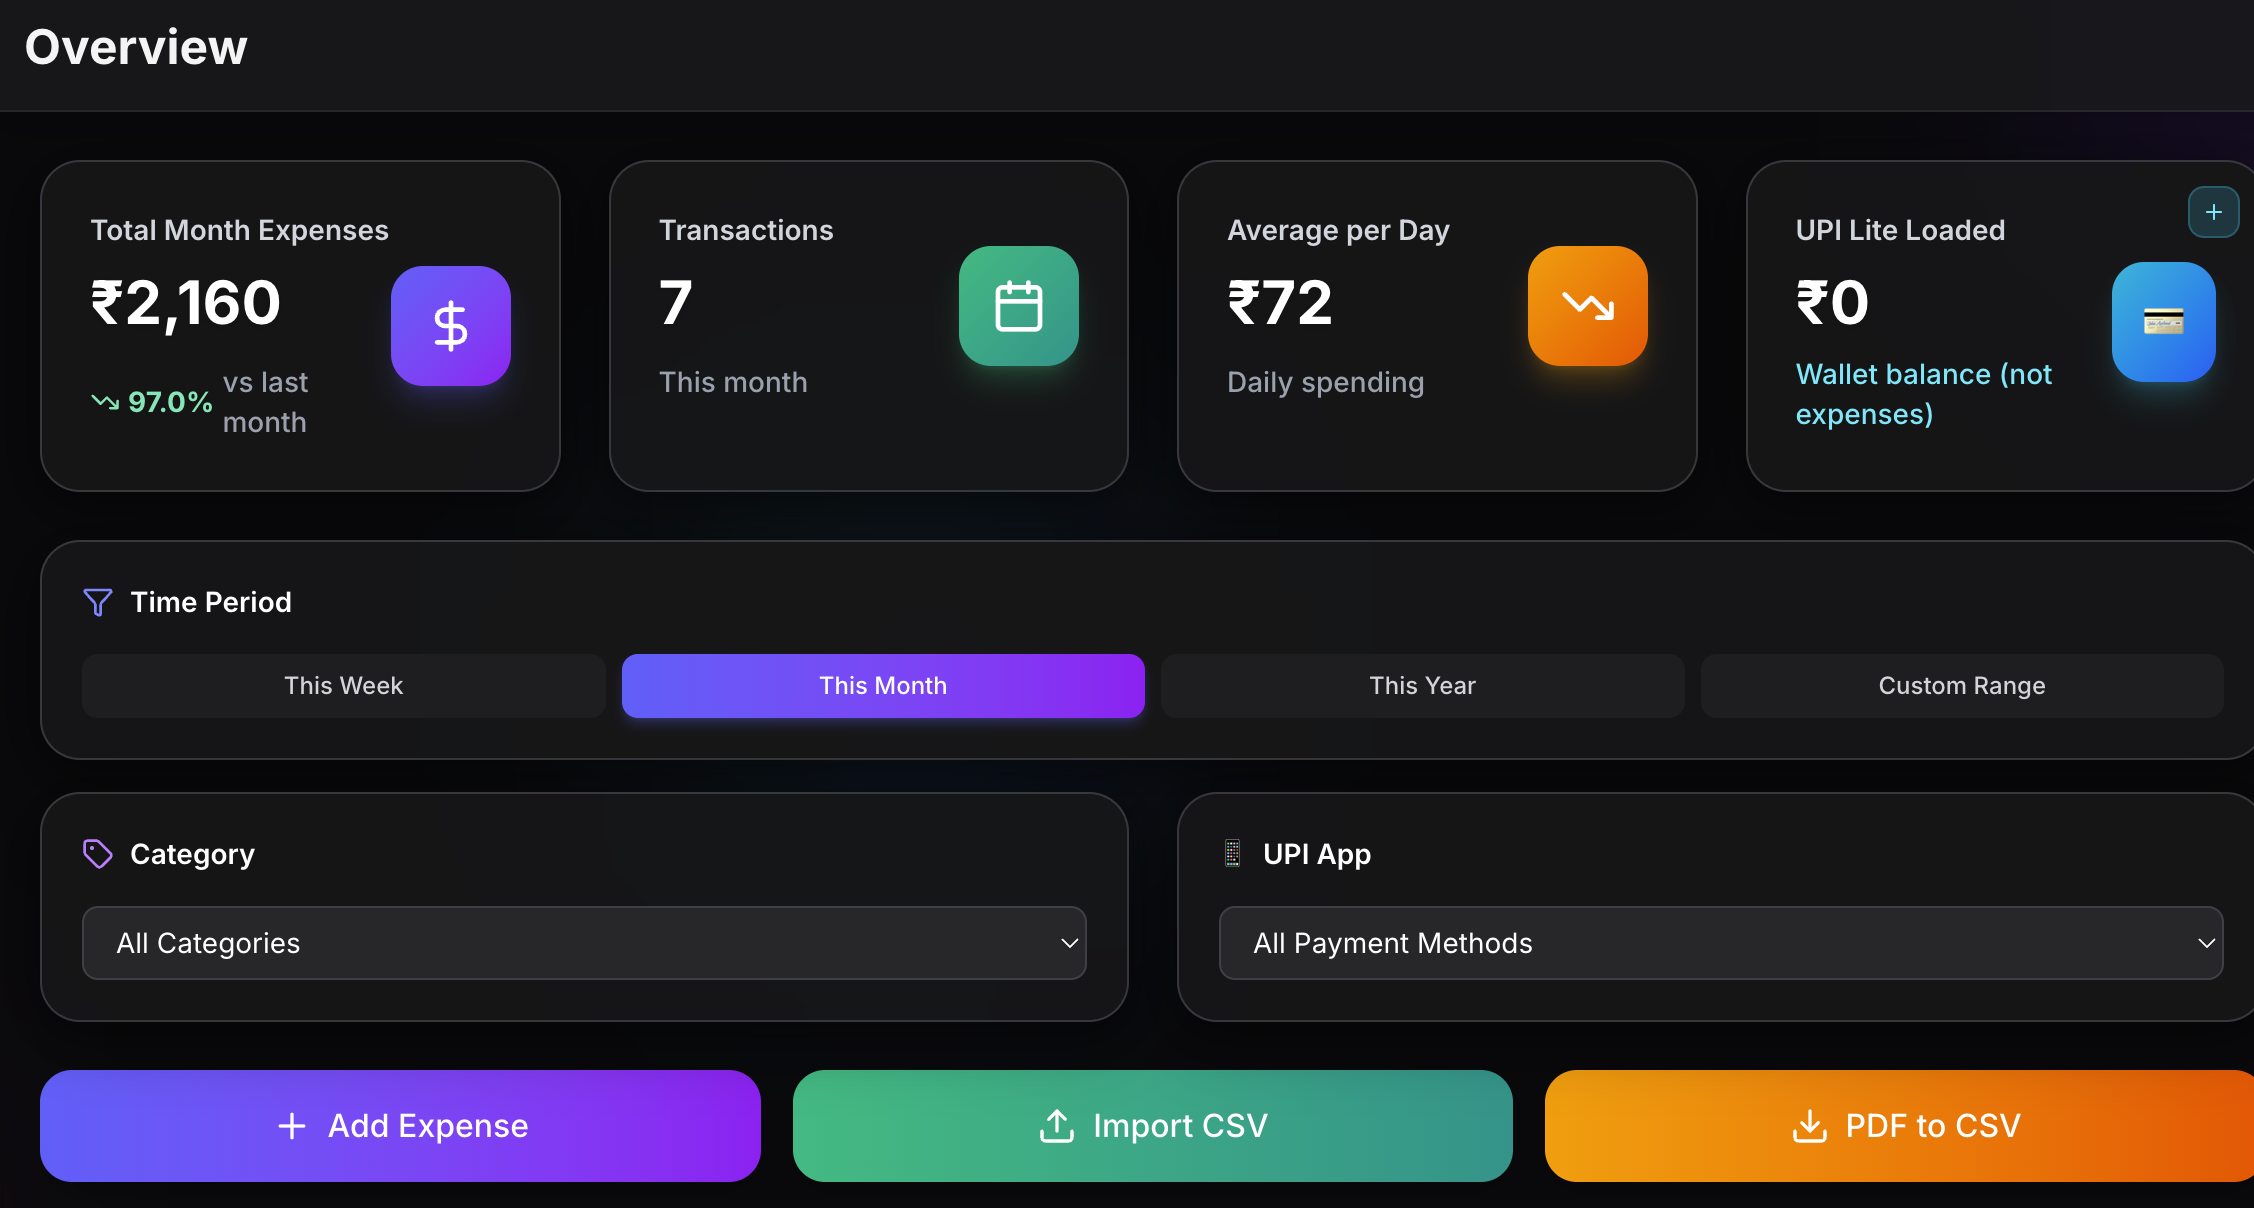 Overview
Total Month Expenses
₹2,160
97.0% vs last
month
Transactions
7
This month
Average per Day
₹72
Daily spending
UPI Lite Loaded
₹0
Wallet balance (not
expenses)
Time Period
This Week
This Month
This Year
Custom Range
Category
All Categories
UPI App
All Payment Methods
Add Expense
Import CSV
PDF to CSV